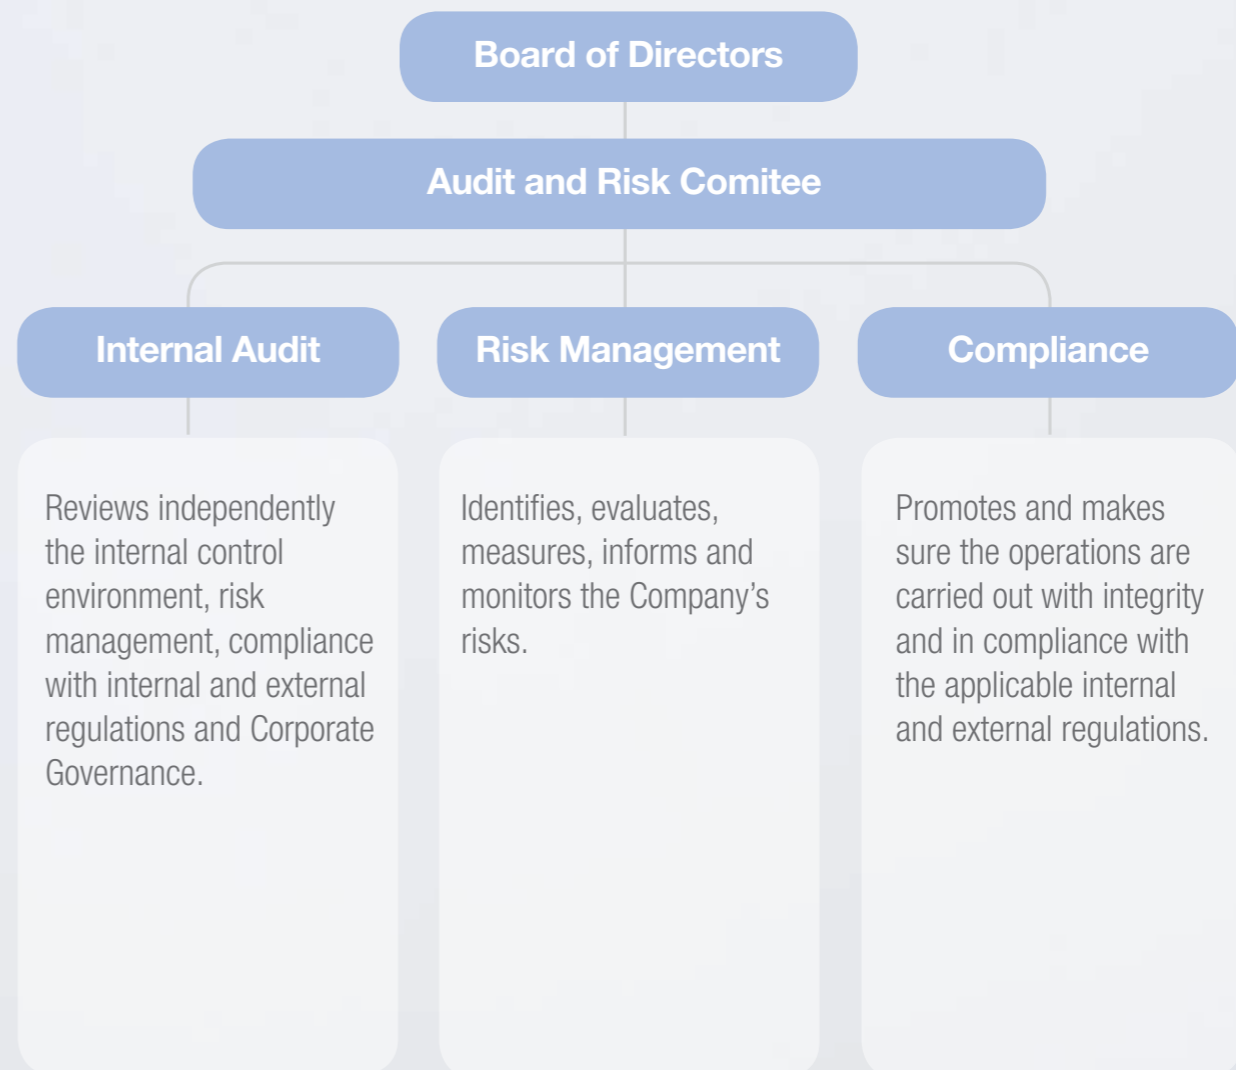 Board of Directors
Audit and Risk Comitee
Internal Audit
Risk Management
Compliance
Reviews independently
the internal control
environment, risk
management, compliance
with internal and external
regulations and Corporate
Governance.
Identifies, evaluates,
measures, informs and
monitors the Company’s
risks.
Promotes and makes
sure the operations are
carried out with integrity
and in compliance with
the applicable internal
and external regulations.